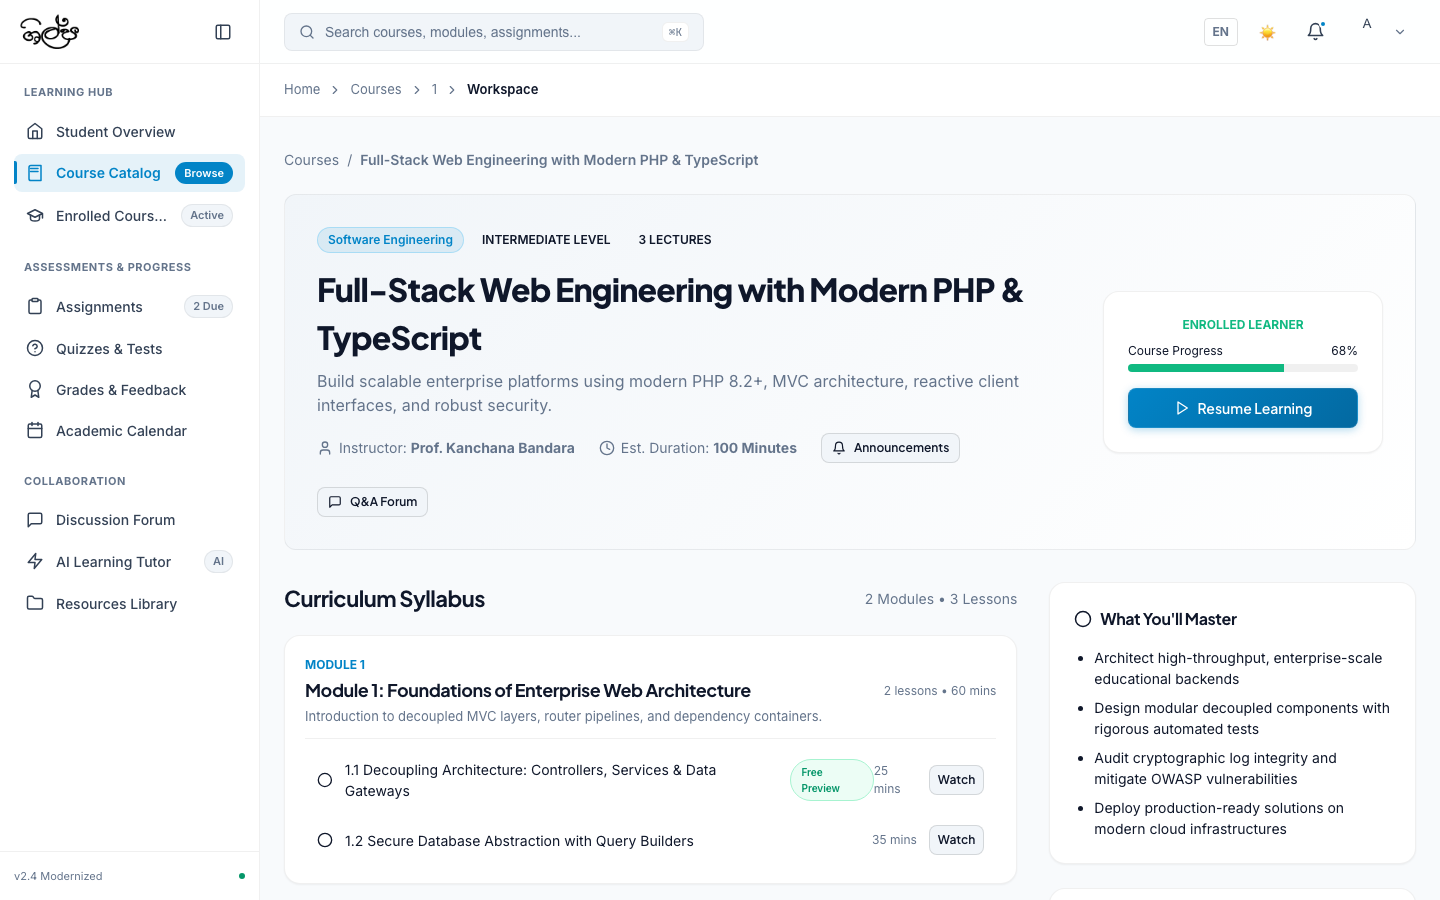 Search courses, modules, assignments...
⌘K
EN
A
LEARNING HUB
Student Overview
Course Catalog
Browse
Enrolled Cours...
Active
ASSESSMENTS & PROGRESS
Assignments
2 Due
Quizzes & Tests
Grades & Feedback
Academic Calendar
COLLABORATION
Discussion Forum
AI Learning Tutor
AI
Resources Library
v2.4 Modernized
Home
Courses
1
Workspace
Courses / Full-Stack Web Engineering with Modern PHP & TypeScript
Software Engineering
INTERMEDIATE LEVEL
3 LECTURES
Full-Stack Web Engineering with Modern PHP &
TypeScript
Build scalable enterprise platforms using modern PHP 8.2+, MVC architecture, reactive client
interfaces, and robust security.
Instructor: Prof. Kanchana Bandara
Est. Duration: 100 Minutes
Announcements
Q&A Forum
ENROLLED LEARNER
Course Progress
68%
Resume Learning
Curriculum Syllabus
2 Modules • 3 Lessons
MODULE 1
Module 1: Foundations of Enterprise Web Architecture
2 lessons • 60 mins
Introduction to decoupled MVC layers, router pipelines, and dependency containers.
1.1 Decoupling Architecture: Controllers, Services & Data
Gateways
Free
Preview
25
mins
Watch
1.2 Secure Database Abstraction with Query Builders
35 mins
Watch
What You'll Master
• Architect high-throughput, enterprise-scale
educational backends
• Design modular decoupled components with
rigorous automated tests
• Audit cryptographic log integrity and
mitigate OWASP vulnerabilities
• Deploy production-ready solutions on
modern cloud infrastructures